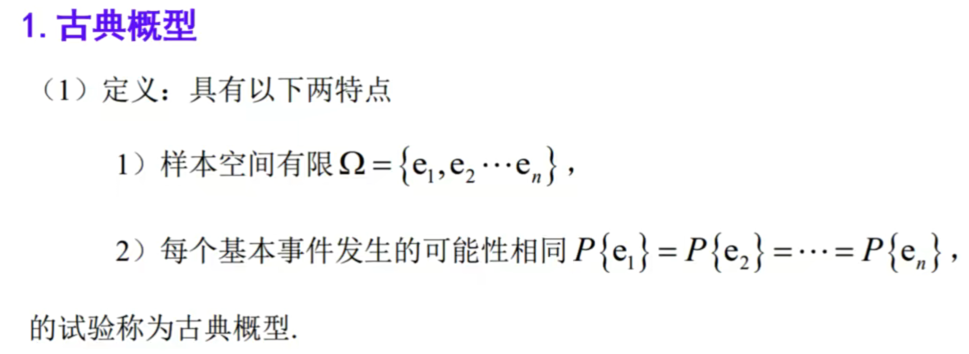 1.古典概型
（1）定义：具有以下两特点
1）样本空间有限Ω={e₁,e₂⋯eₙ}，
2）每个基本事件发生的可能性相同P{e₁}=P{e₂}=⋯=P{eₙ}，
的试验称为古典概型.